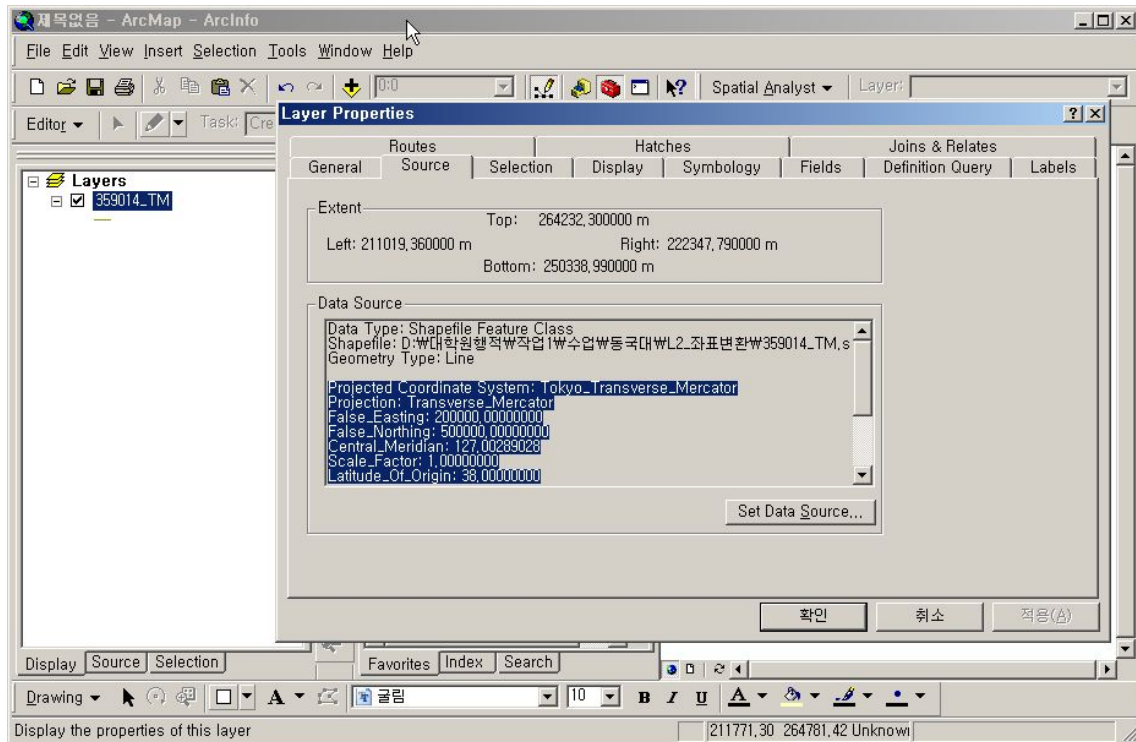 제목없음 - ArcMap - ArcInfo
File Edit View Insert Selection Tools Window Help
0:0 Spatial Analyst Layer:
Editor Task: Cre
Layer Properties
Routes Hatches Joins & Relates
General Source Selection Display Symbology Fields Definition Query Labels
Layers
359014_TM
Extent
Top: 264232,300000 m
Left: 211019,360000 m Right: 222347,790000 m
Bottom: 250338,990000 m
Data Source
Data Type: Shapefile Feature Class
Shapefile: D:₩대학원행적₩작업1₩수업₩동국대₩L2_좌표변환₩359014_TM,s
Geometry Type: Line
Projected Coordinate System: Tokyo_Transverse_Mercator
Projection: Transverse_Mercator
False_Easting: 200000,00000000
False_Northing: 500000,00000000
Central_Meridian: 127,00289028
Scale_Factor: 1,00000000
Latitude_Of_Origin: 38,00000000
Set Data Source,,,
확인 취소 적용(A)
Display Source Selection
Favorites Index Search
Drawing A 굴림 10 B I U A
Display the properties of this layer
211771,30 264781,42 Unknow